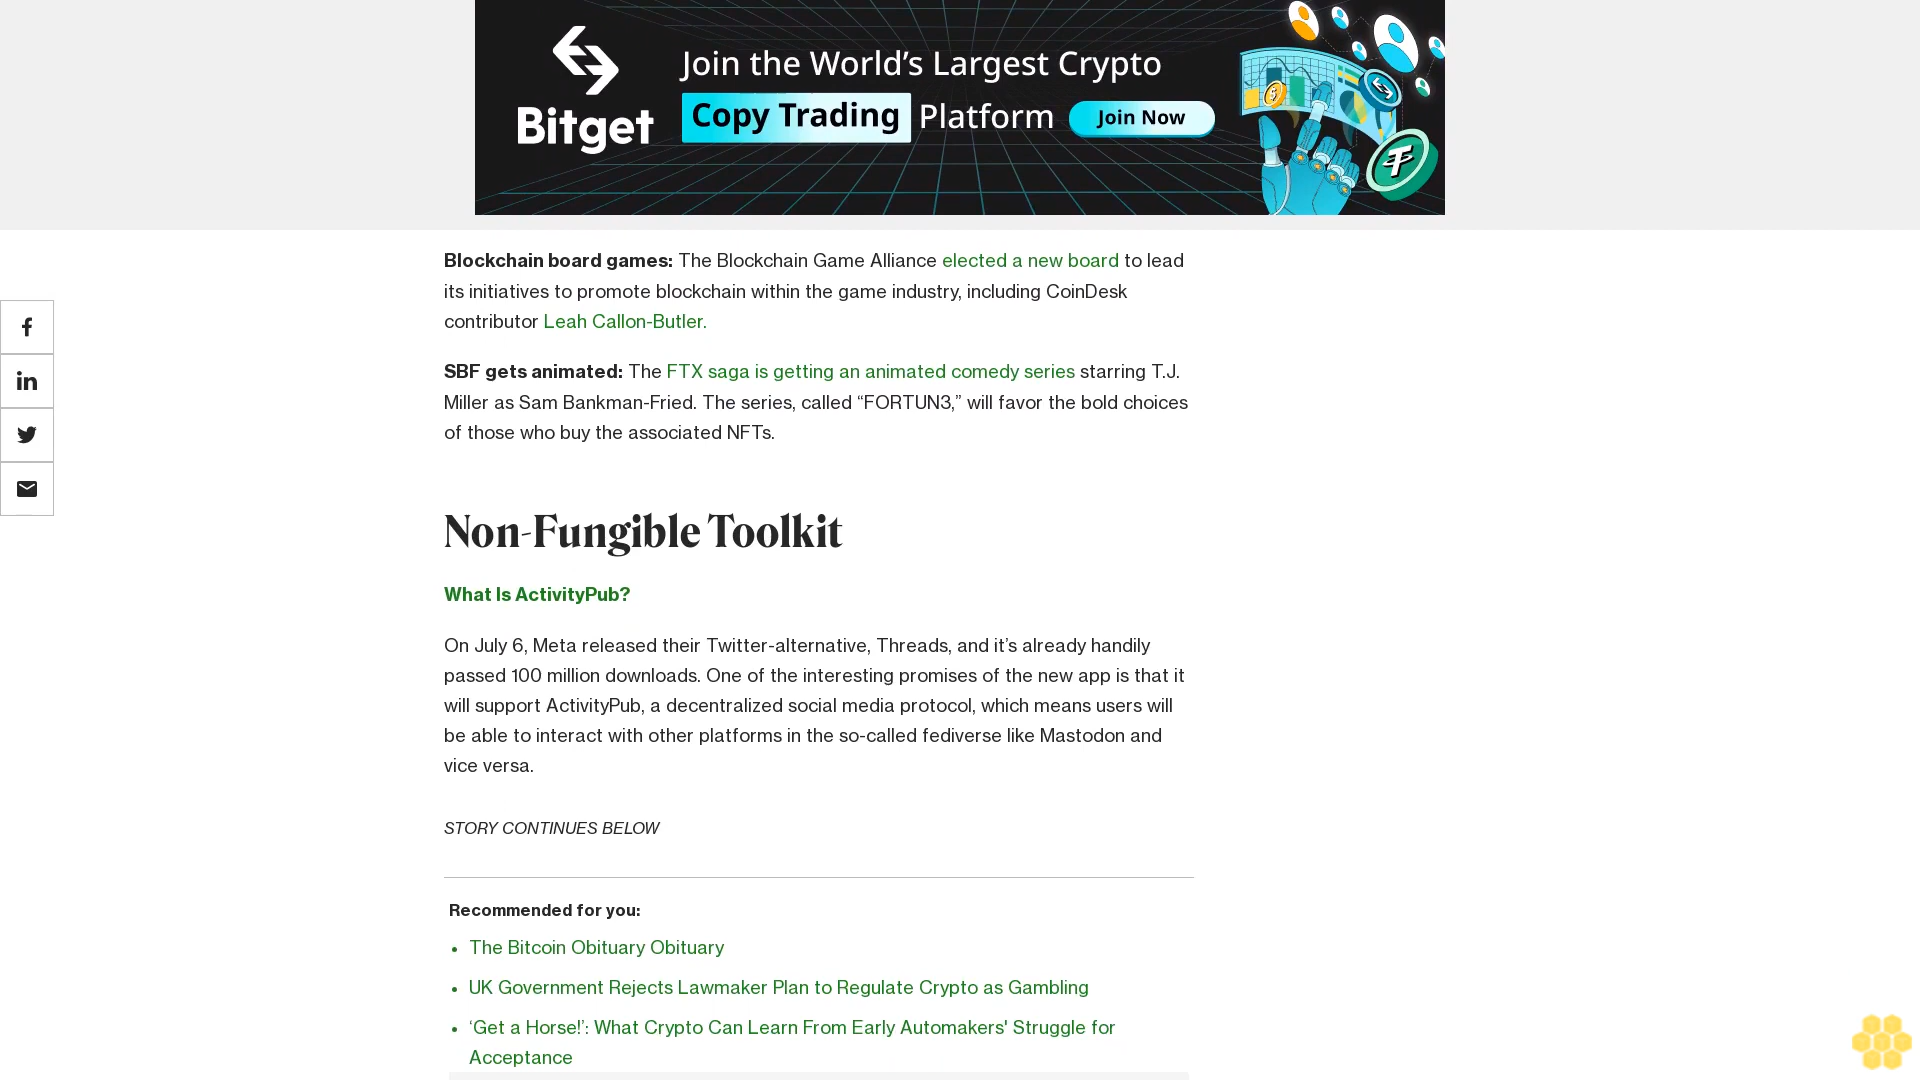 Bitget
Join the World’s Largest Crypto
Copy Trading Platform Join Now
Blockchain board games: The Blockchain Game Alliance elected a new board to lead
its initiatives to promote blockchain within the game industry, including CoinDesk
contributor Leah Callon-Butler.
SBF gets animated: The FTX saga is getting an animated comedy series starring T.J.
Miller as Sam Bankman-Fried. The series, called “FORTUN3,” will favor the bold choices
of those who buy the associated NFTs.
Non-Fungible Toolkit
What Is ActivityPub?
On July 6, Meta released their Twitter-alternative, Threads, and it’s already handily
passed 100 million downloads. One of the interesting promises of the new app is that it
will support ActivityPub, a decentralized social media protocol, which means users will
be able to interact with other platforms in the so-called fediverse like Mastodon and
vice versa.
STORY CONTINUES BELOW
Recommended for you:
• The Bitcoin Obituary Obituary
• UK Government Rejects Lawmaker Plan to Regulate Crypto as Gambling
• ‘Get a Horse!’: What Crypto Can Learn From Early Automakers' Struggle for
Acceptance